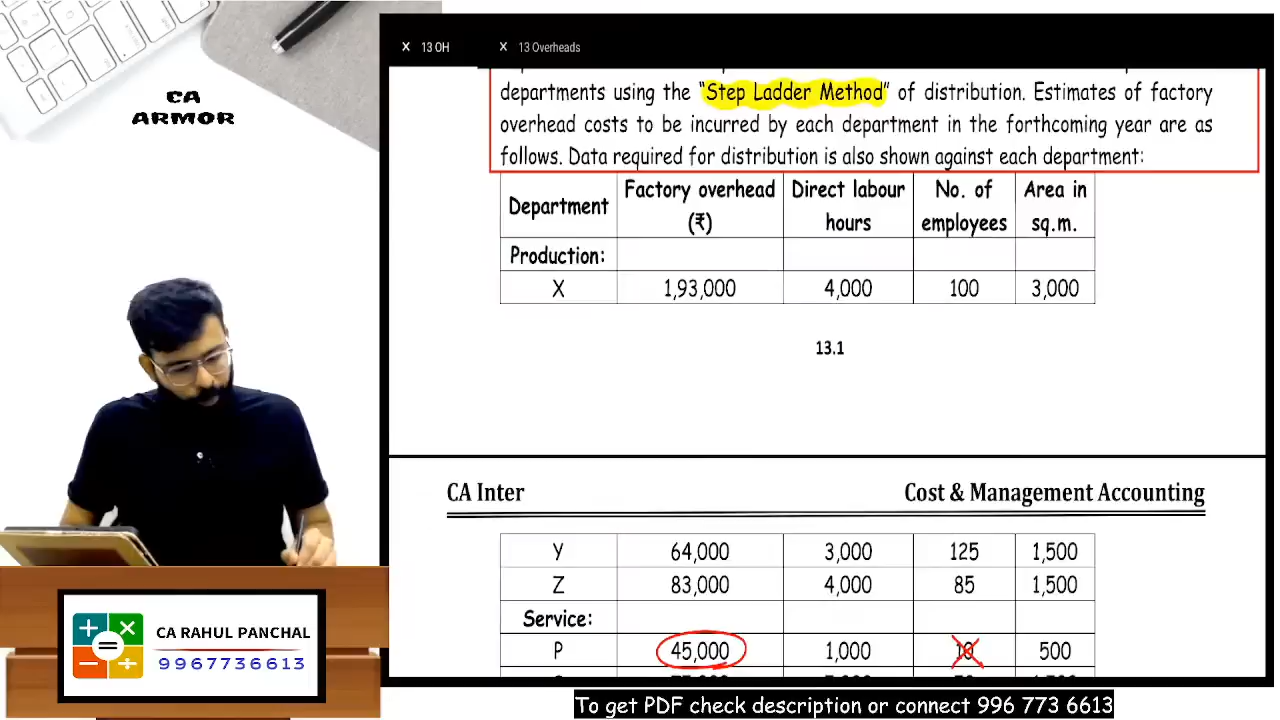 CA
ARMOR
× 13 OH
× 13 Overheads
departments using the “Step Ladder Method” of distribution. Estimates of factory
overhead costs to be incurred by each department in the forthcoming year are as
follows. Data required for distribution is also shown against each department:
Department Factory overhead (₹) Direct labour hours No. of employees Area in sq.m.
Production:
X 1,93,000 4,000 100 3,000
13.1
CA Inter Cost & Management Accounting
Y 64,000 3,000 125 1,500
Z 83,000 4,000 85 1,500
Service:
P 45,000 1,000 10 500
CA RAHUL PANCHAL
9967736613
To get PDF check description or connect 996 773 6613